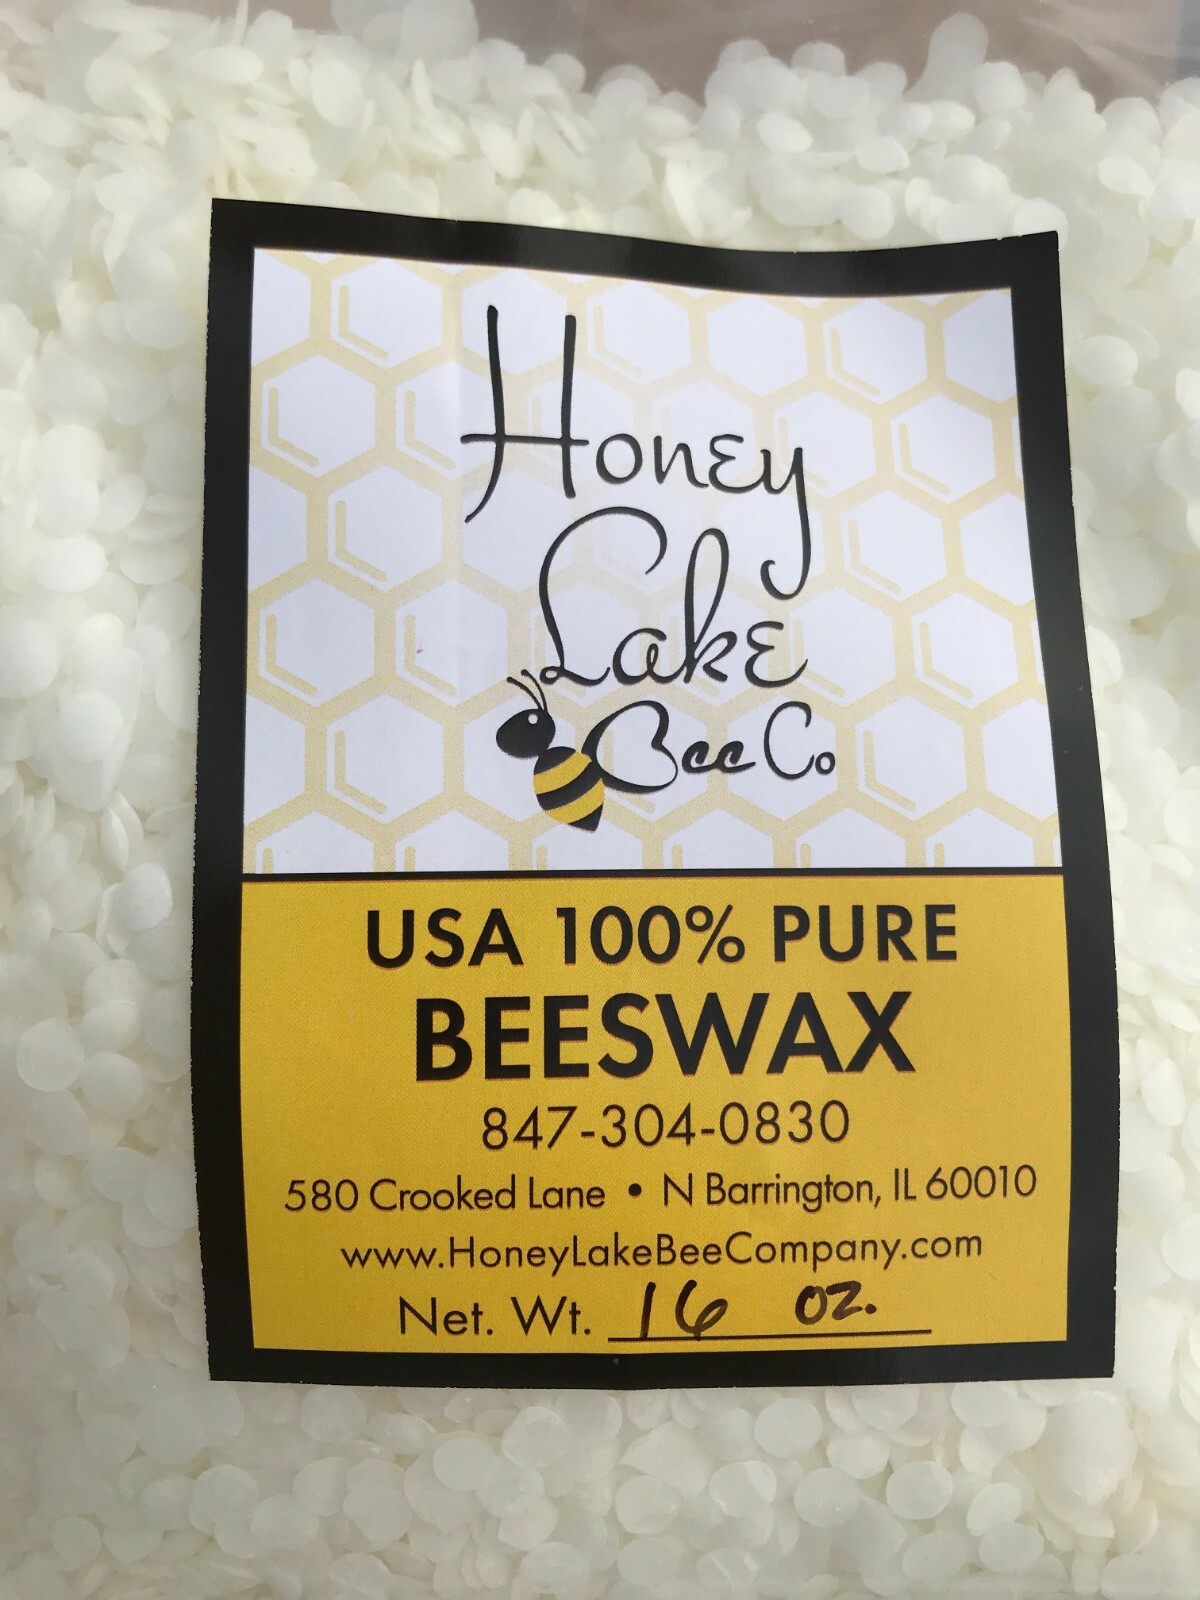 Honey
Lake
Bee Co
USA 100% PURE
BEESWAX
847-304-0830
580 Crooked Lane • N Barrington, IL 60010
www.HoneyLakeBeeCompany.com
Net. Wt. 16 oz.